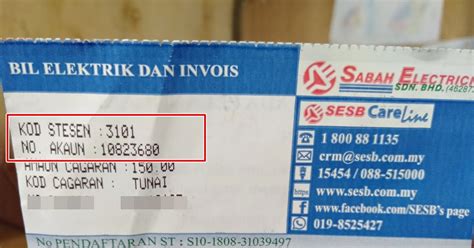 BIL ELEKTRIK DAN INVOIS
KOD STESEN :3101
NO. AKAUN :10823680
AMAUN CAGARAN :150.00
KOD CAGARAN : TUNAI
No PENDAFTARAN ST : S10-1808-31039497
SABAH ELECTRIC
SDN. BHD.
SESB CareLine
1 800 88 1135
crm@sesb.com.my
15454 / 088-515000
www.sesb.com.my
www.facebook.com/SESB's page
019-8525427